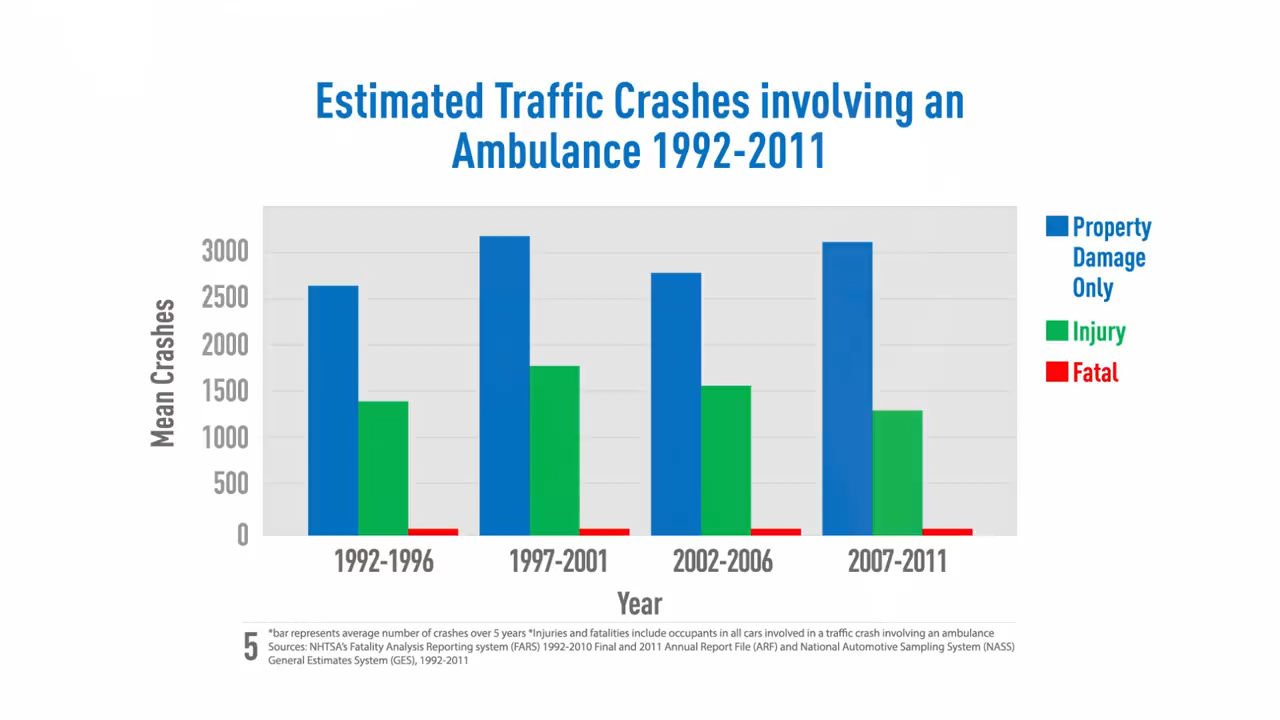 Estimated Traffic Crashes involving an
Ambulance 1992-2011
Mean Crashes
3000
2500
2000
1500
1000
500
0
1992-1996
1997-2001
2002-2006
2007-2011
Year
Property
Damage
Only
Injury
Fatal
5
*bar represents average number of crashes over 5 years *Injuries and fatalities include occupants in all cars involved in a traffic crash involving an ambulance
Sources: NHTSA's Fatality Analysis Reporting system (FARS) 1992-2010 Final and 2011 Annual Report File (ARF) and National Automotive Sampling System (NASS)
General Estimates System (GES), 1992-2011